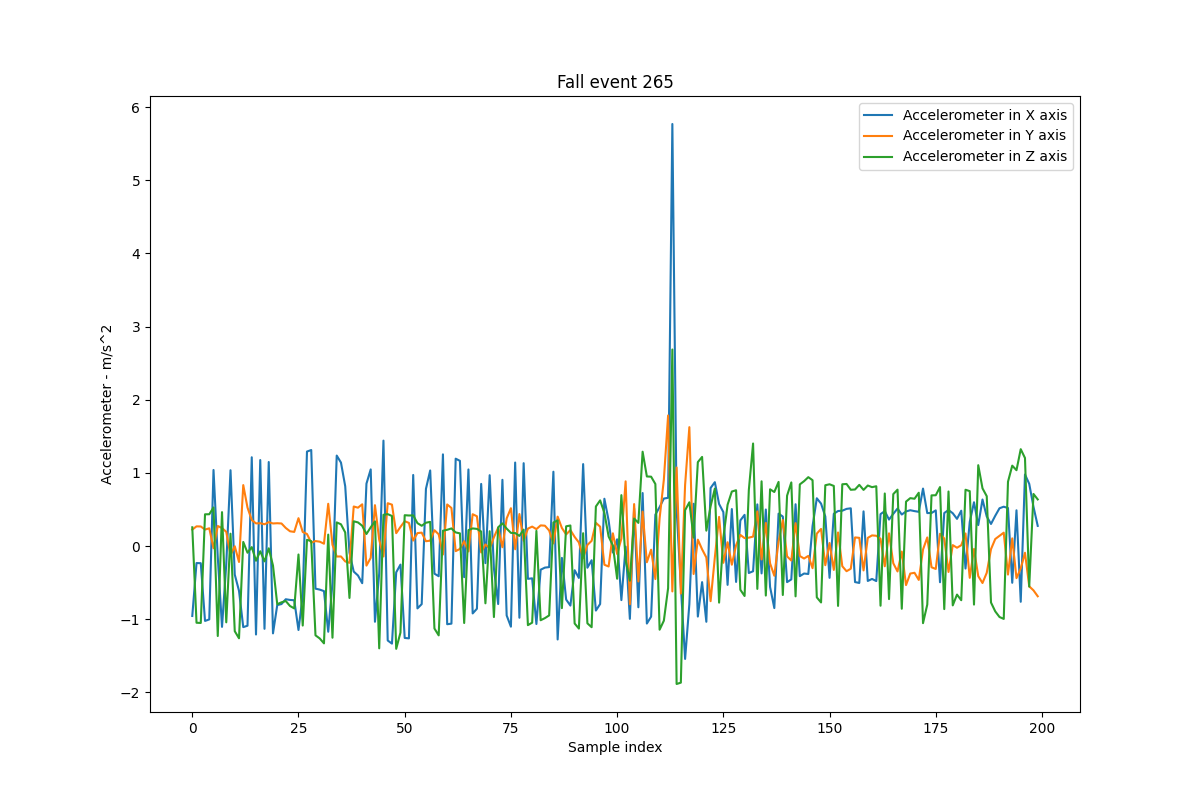 Fall event 265
Accelerometer in X axis
Accelerometer in Y axis
Accelerometer in Z axis
Accelerometer - m/s^2
6
5
4
3
2
1
0
−1
−2
0 25 50 75 100 125 150 175 200
Sample index